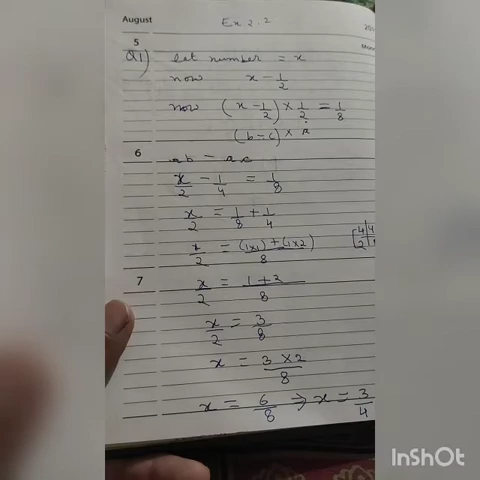 August
Ex 2.2
5
Q1) let number = x
now x - 1/2
now (x - 1/2) × 1/2 = 1/8
(b - c) × a
6
ab - ac
x/2 - 1/4 = 1/8
x/2 = 1/8 + 1/4
x/2 = (1×1) + (1×2)/8
7
x/2 = 1 + 2/8
x/2 = 3/8
x = 3 × 2/8
x = 6/8 → x = 3/4
InShOt